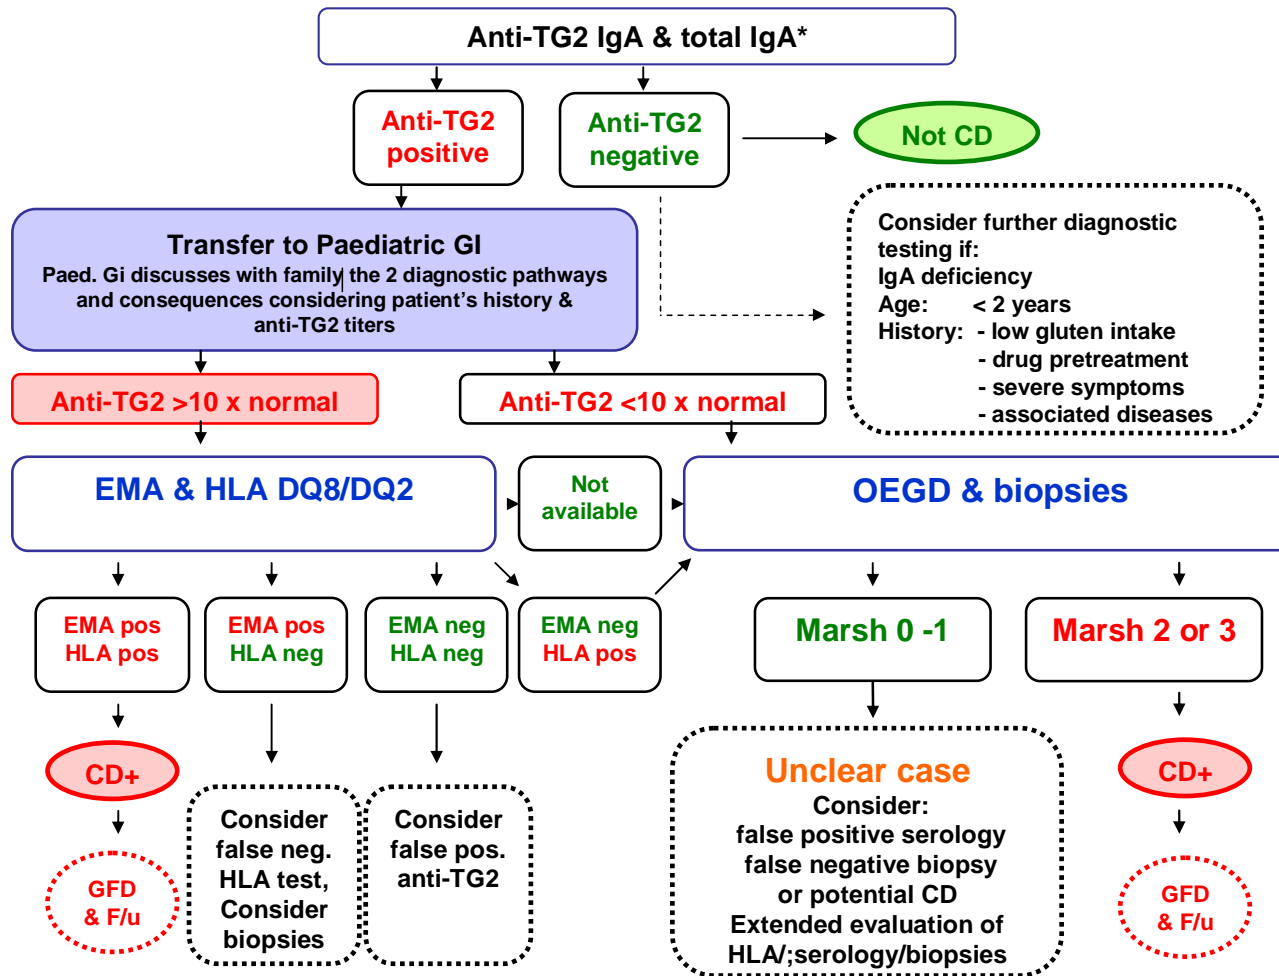 Anti-TG2 IgA & total IgA*
Anti-TG2
positive
Anti-TG2
negative
Not CD
Transfer to Paediatric GI
Paed. Gi discusses with family the 2 diagnostic pathways
and consequences considering patient's history &
anti-TG2 titers
Consider further diagnostic
testing if:
IgA deficiency
Age: < 2 years
History: - low gluten intake
- drug pretreatment
- severe symptoms
- associated diseases
Anti-TG2 >10 x normal
Anti-TG2 <10 x normal
EMA & HLA DQ8/DQ2
Not
available
OEGD & biopsies
EMA pos
HLA pos
EMA pos
HLA neg
EMA neg
HLA neg
EMA neg
HLA pos
Marsh 0 -1
Marsh 2 or 3
CD+
GFD
& F/u
Consider
false neg.
HLA test,
Consider
biopsies
Consider
false pos.
anti-TG2
Unclear case
Consider:
false positive serology
false negative biopsy
or potential CD
Extended evaluation of
HLA/;serology/biopsies
CD+
GFD
& F/u